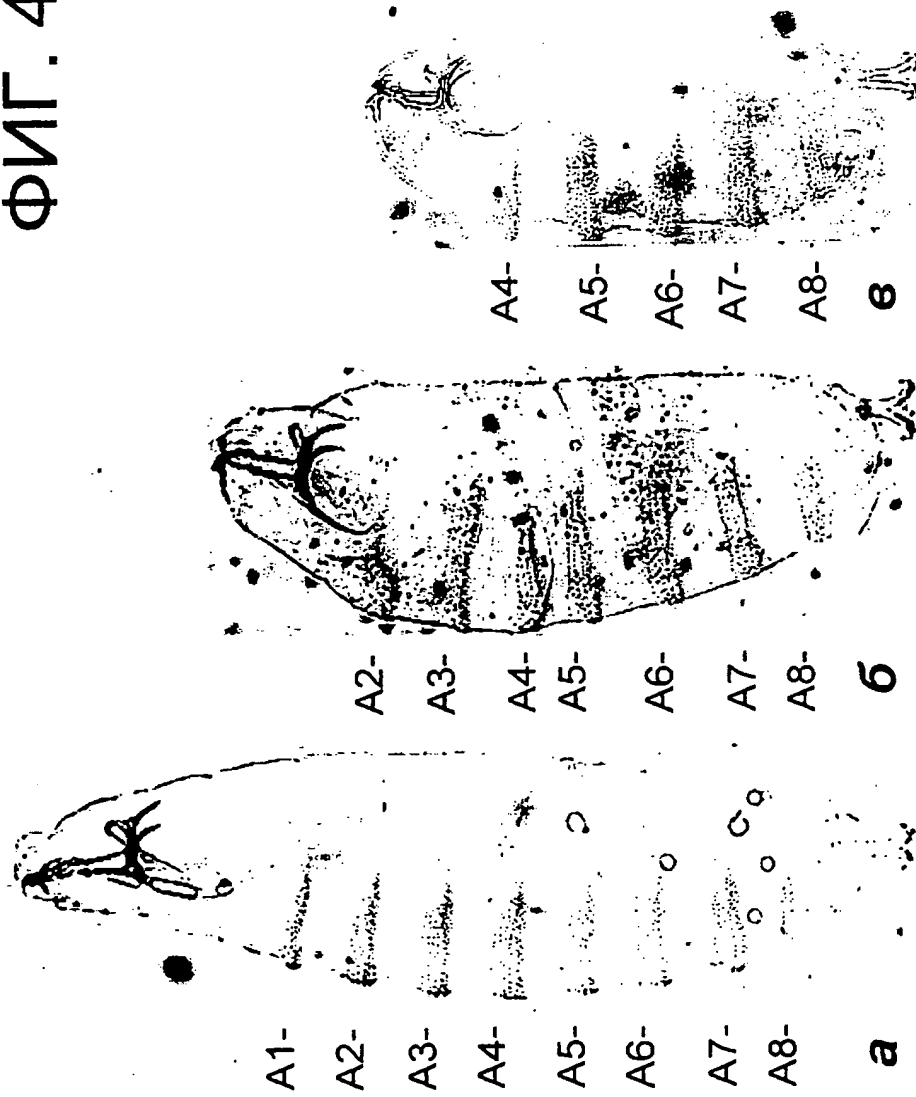 ФИГ. 4
A1-
A2-
A3-
A4-
A5-
A6-
A7-
A8-
а
A2-
A3-
A4-
A5-
A6-
A7-
A8-
б
A4-
A5-
A6-
A7-
A8-
в